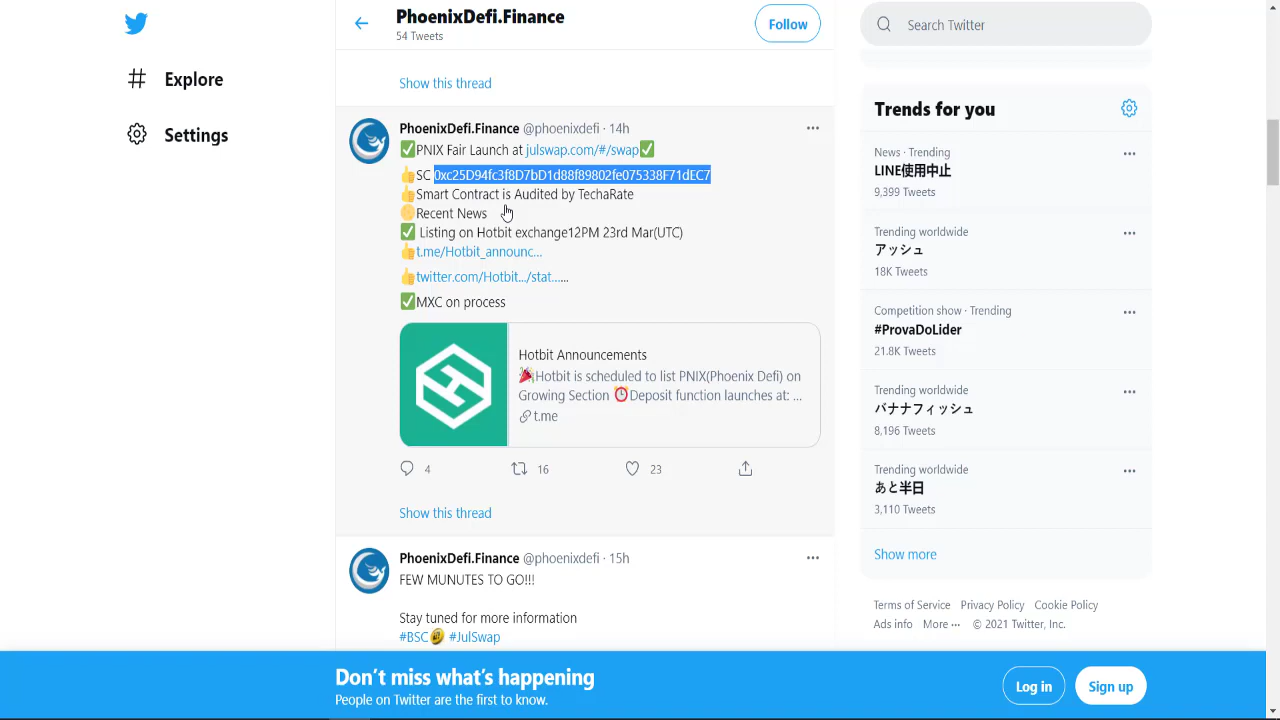 PhoenixDefi.Finance
54 Tweets
Follow
Search Twitter
Explore
Settings
Show this thread
PhoenixDefi.Finance @phoenixdefi · 14h
✅PNIX Fair Launch at julswap.com/#/swap✅
👍SC 0xc25D94fc3f8D7bD1d88f89802fe075338F71dEC7
👍Smart Contract is Audited by TechaRate
🌕Recent News
✅ Listing on Hotbit exchange12PM 23rd Mar(UTC)
👍t.me/Hotbit_announc...
👍twitter.com/Hotbit.../stat......
✅MXC on process
Hotbit Announcements
🎉Hotbit is scheduled to list PNIX(Phoenix Defi) on
Growing Section ⏰Deposit function launches at: ...
t.me
4 16 23
Show this thread
PhoenixDefi.Finance @phoenixdefi · 15h
FEW MUNUTES TO GO!!!
Stay tuned for more information
#BSC #JulSwap
Trends for you
News · Trending
LINE使用中止
9,399 Tweets
Trending worldwide
アッシュ
18K Tweets
Competition show · Trending
#ProvaDoLider
21.8K Tweets
Trending worldwide
バナナフィッシュ
8,196 Tweets
Trending worldwide
あと半日
3,110 Tweets
Show more
Terms of Service Privacy Policy Cookie Policy
Ads info More ··· © 2021 Twitter, Inc.
Don't miss what's happening
People on Twitter are the first to know.
Log in
Sign up